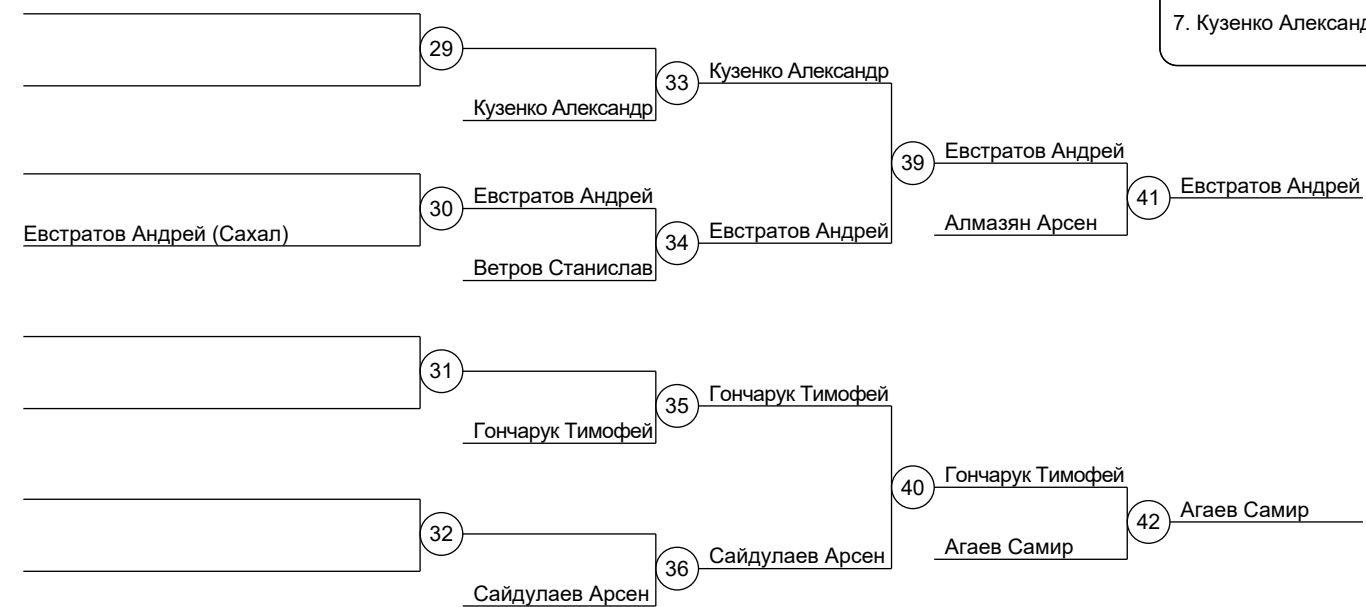 7. Кузенко Александ
29
33
Кузенко Александр
Кузенко Александр
39
Евстратов Андрей
30
Евстратов Андрей
41
Евстратов Андрей
Евстратов Андрей (Сахал)
34
Евстратов Андрей
Алмазян Арсен
Ветров Станислав
31
35
Гончарук Тимофей
Гончарук Тимофей
40
Гончарук Тимофей
32
42
Агаев Самир
36
Сайдулаев Арсен
Агаев Самир
Сайдулаев Арсен